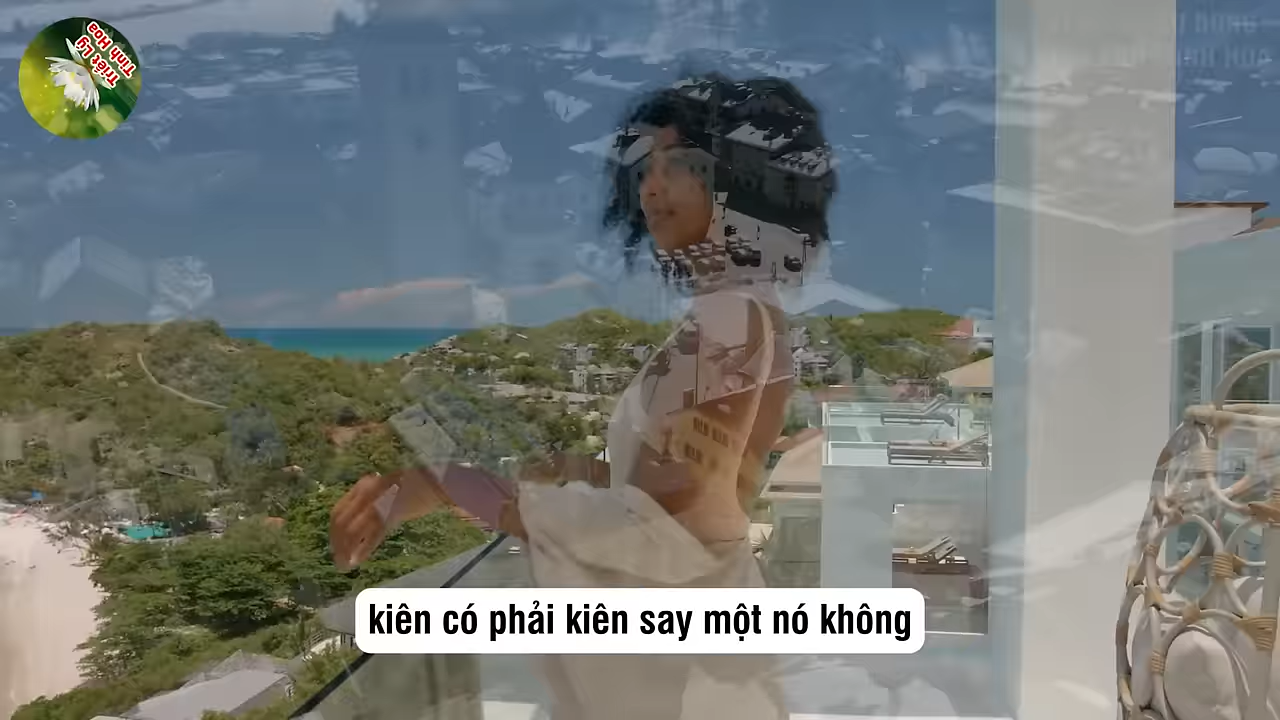 Triết Lý
Tinh Hoa
kiên có phải kiên say một nó không